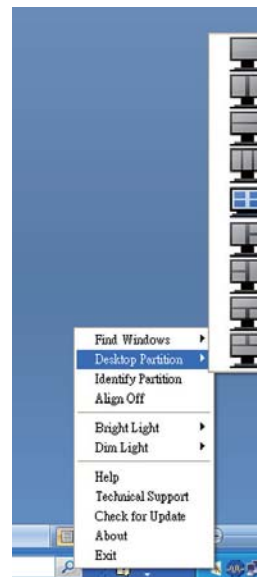 Find Windows
Desktop Partition
Identify Partition
Align Off
Bright Light
Dim Light
Help
Technical Support
Check for Update
About
Exit